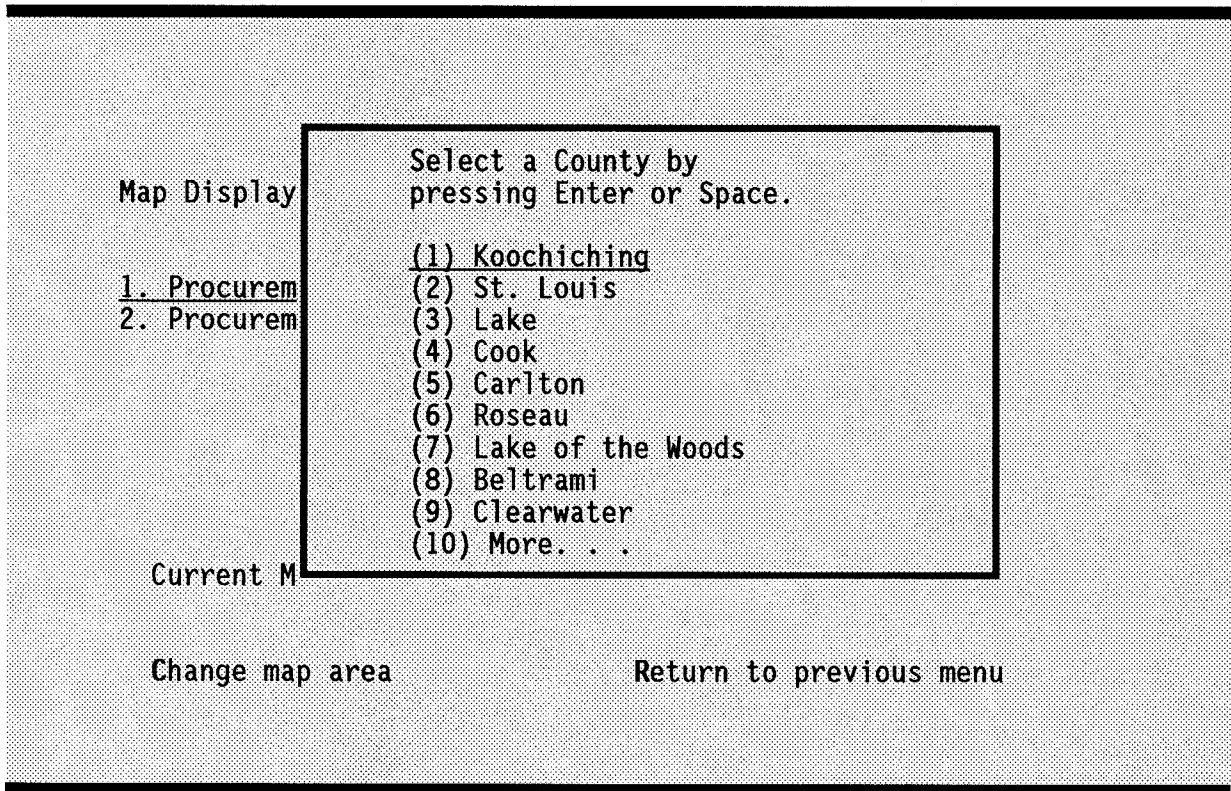 Select a County by
Map Display pressing Enter or Space.
(1) Koochiching
1. Procurem (2) St. Louis
2. Procurem (3) Lake
(4) Cook
(5) Carlton
(6) Roseau
(7) Lake of the Woods
(8) Beltrami
(9) Clearwater
(10) More. . .
Current M
Change map area Return to previous menu